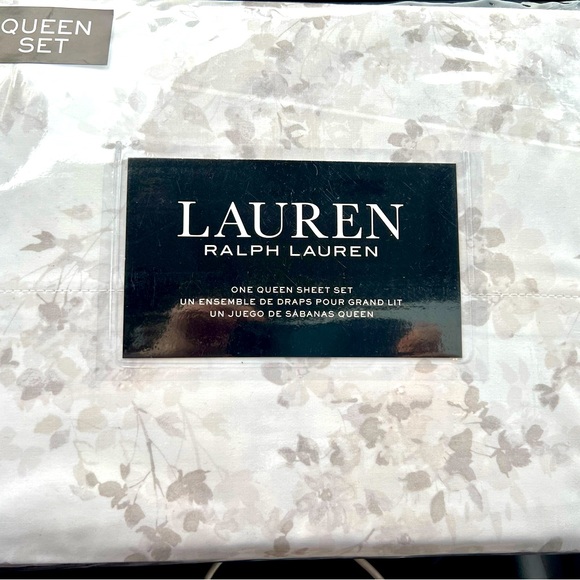 QUEEN
SET
LAUREN
RALPH LAUREN
ONE QUEEN SHEET SET
UN ENSEMBLE DE DRAPS POUR GRAND LIT
UN JUEGO DE SÁBANAS QUEEN